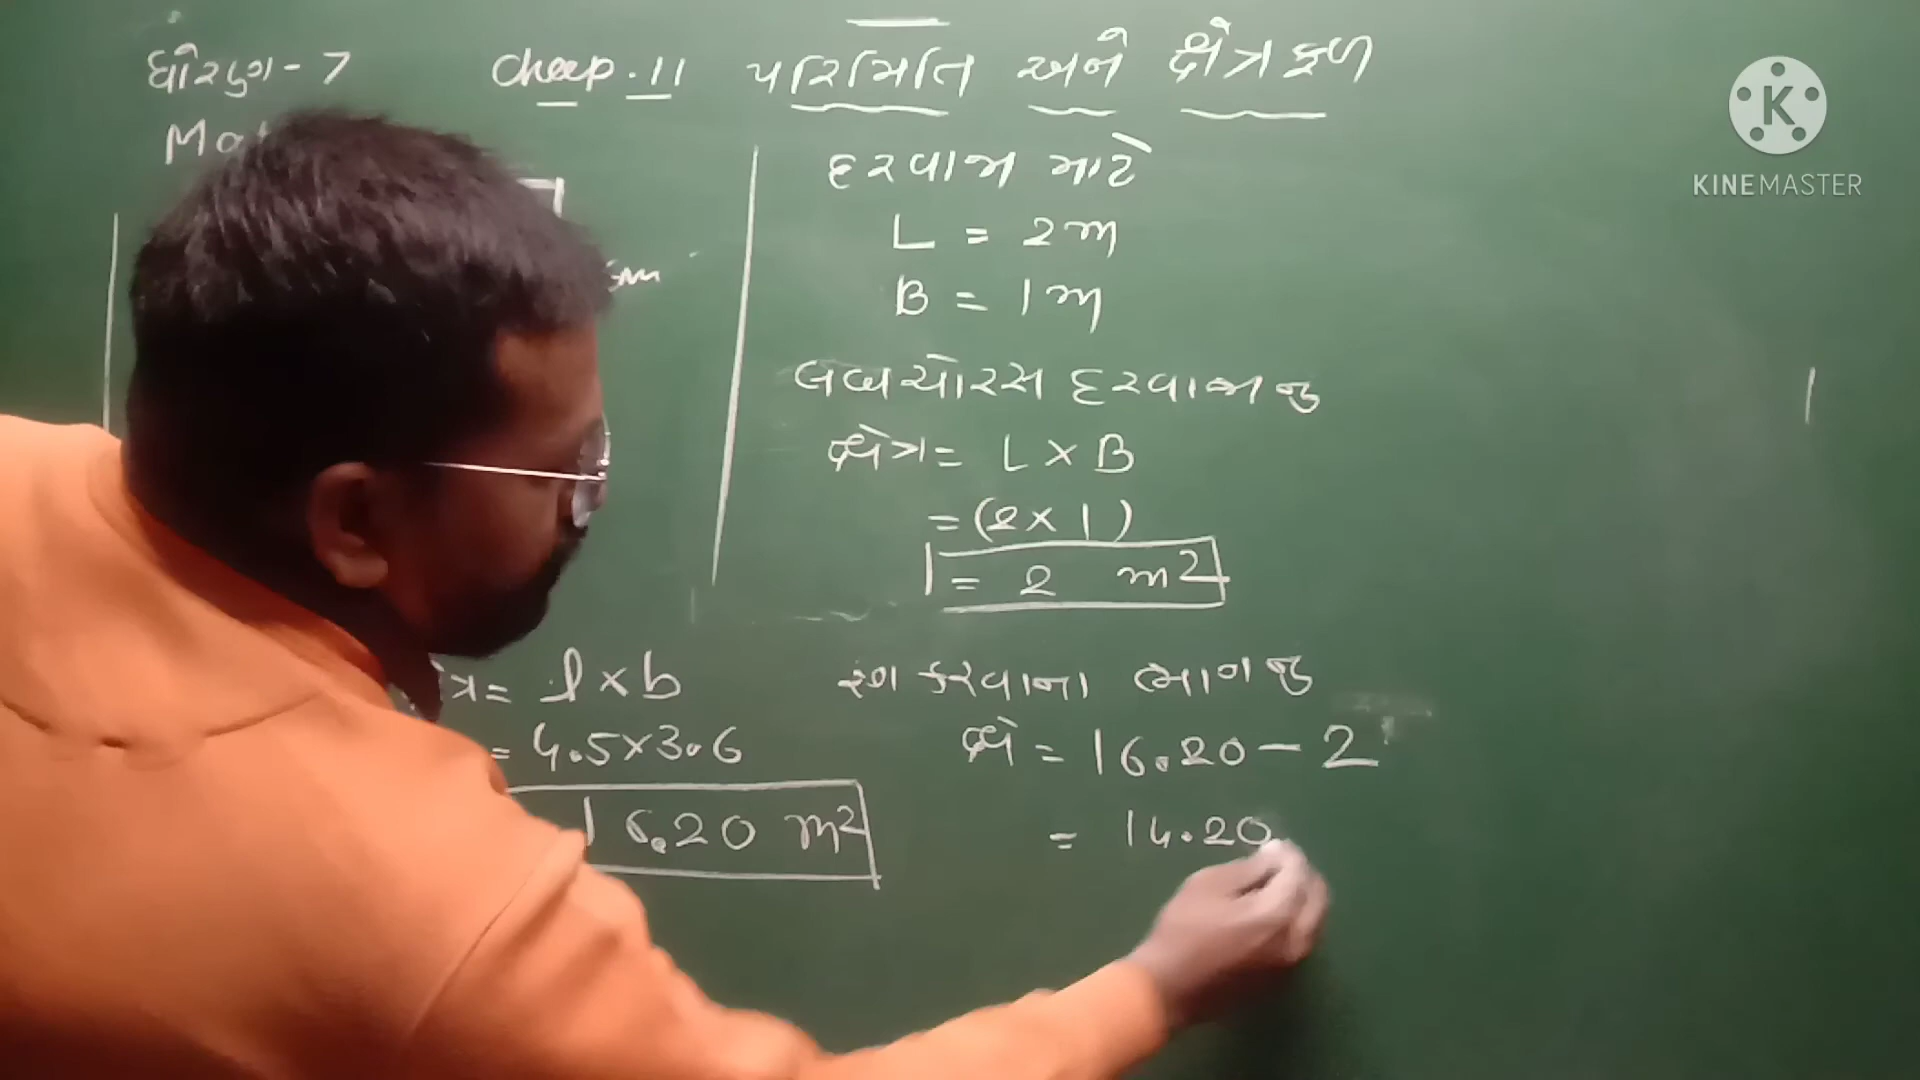 ધોરણ-7 Chap.11 પરિમિતિ અને ક્ષેત્રફળ
KINEMASTER
દરવાજા માટે
L = 2m
B = 1m
લંબચોરસ દરવાજાનુ
ક્ષેત્ર = L × B
= (2 × 1)
= 2 m²
ત્ર = l × b
= 4.5×3.6
16.20 m²
રંગ કરવાના ભાગનુ
ક્ષે = 16.20 - 2
= 14.20